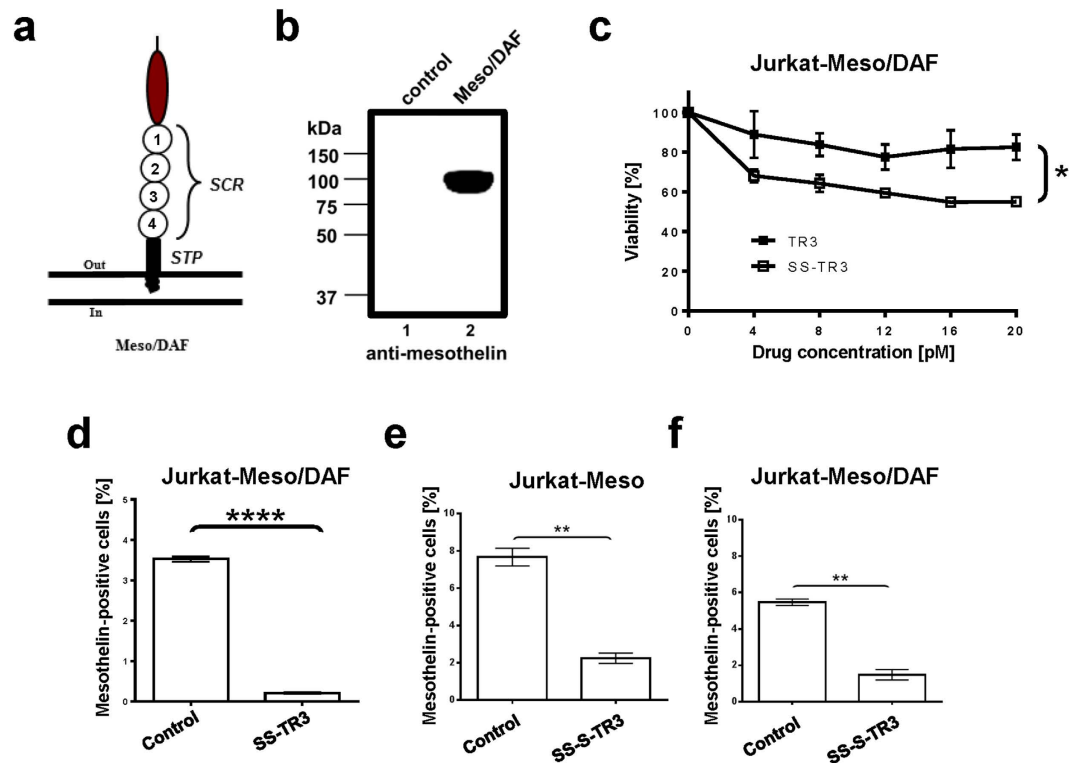 a
1
2
3
4
SCR
STP
Out
In
Meso/DAF
b
control
Meso/DAF
kDa
150
100
75
50
37
1 2
anti-mesothelin
c
Jurkat-Meso/DAF
Viability [%]
100
80
60
40
20
0
TR3
SS-TR3
*
0 4 8 12 16 20
Drug concentration [pM]
d
Jurkat-Meso/DAF
Mesothelin-positive cells [%]
5
4
3
2
1
0
****
Control
SS-TR3
e
Jurkat-Meso
Mesothelin-positive cells [%]
10
8
6
4
2
0
**
Control
SS-S-TR3
f
Jurkat-Meso/DAF
Mesothelin-positive cells [%]
10
8
6
4
2
0
**
Control
SS-S-TR3